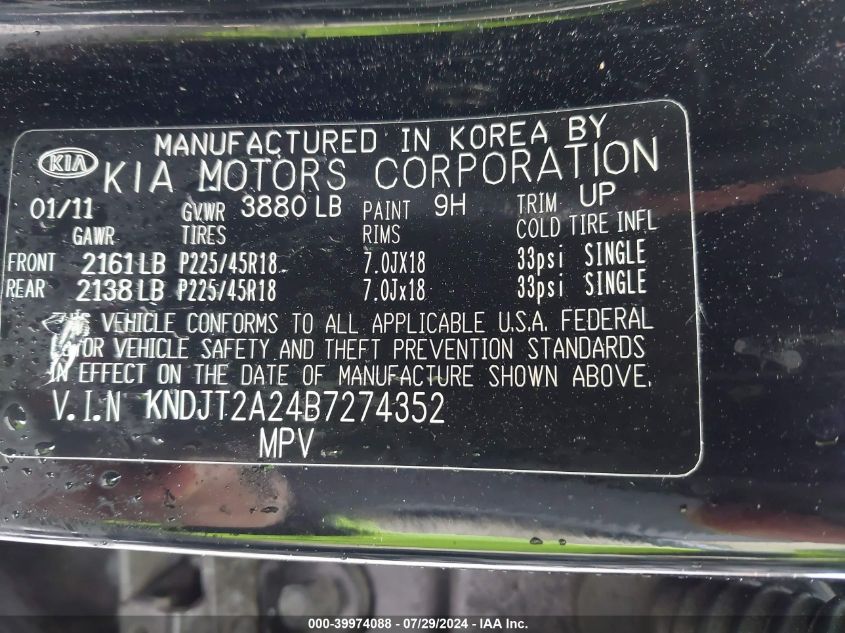 MANUFACTURED IN KOREA BY
KIA KIA MOTORS CORPORATION
01/11 GVWR 3880 LB PAINT 9H TRIM UP
GAWR TIRES RIMS COLD TIRE INFL
FRONT 2161 LB P225/45R18 7.0JX18 33psi SINGLE
REAR 2138 LB P225/45R18 7.0Jx18 33psi SINGLE
VEHICLE CONFORMS TO ALL APPLICABLE U.S.A. FEDERAL
VEHICLE SAFETY AND THEFT PREVENTION STANDARDS
IN EFFECT ON THE DATE OF MANUFACTURE SHOWN ABOVE.
V.I.N KNDJT2A24B7274352
MPV
000-39974088 - 07/29/2024 - IAA Inc.